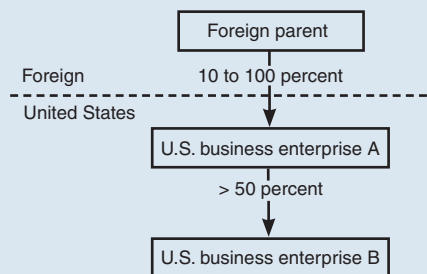 Foreign parent
Foreign
10 to 100 percent
United States
U.S. business enterprise A
> 50 percent
U.S. business enterprise B